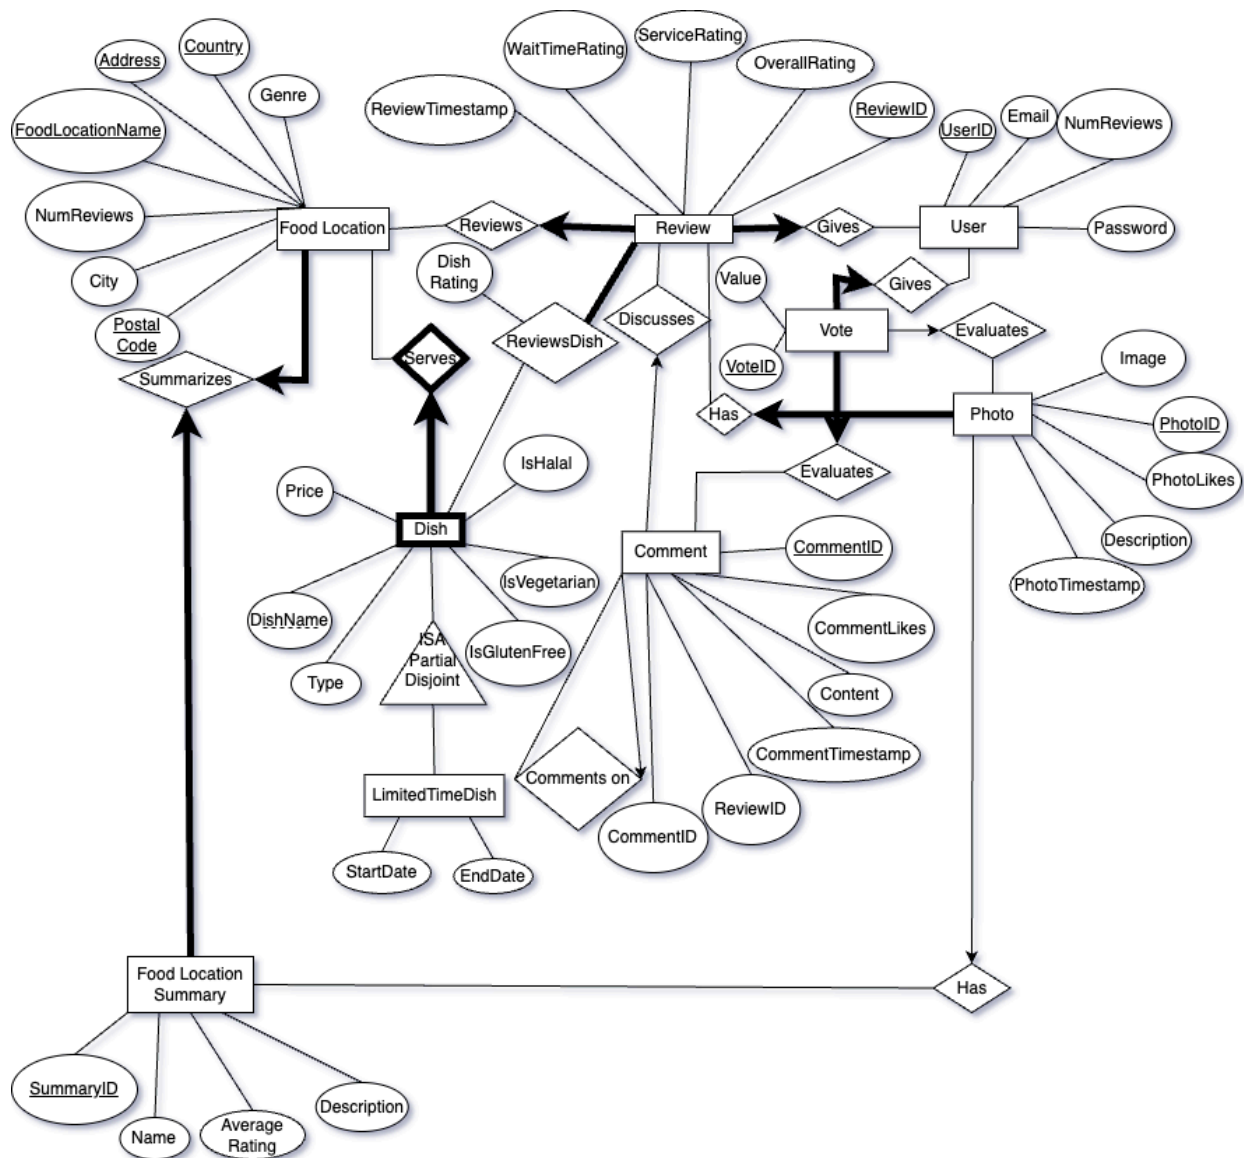 Country
ServiceRating
WaitTimeRating
Address
OverallRating
Genre
ReviewTimestamp
ReviewID
Email
NumReviews
FoodLocationName
UserID
NumReviews
Food Location
Reviews
Review
Gives
User
Password
City
Dish
Rating
Value
Gives
Postal
Code
Discusses
Vote
Evaluates
ReviewsDish
Serves
VoteID
Image
Summarizes
Has
Photo
PhotoID
IsHalal
Evaluates
PhotoLikes
Price
Dish
Comment
CommentID
Description
IsVegetarian
PhotoTimestamp
DishName
CommentLikes
ISA
Partial
Disjoint
IsGlutenFree
Type
Content
CommentTimestamp
Comments on
LimitedTimeDish
ReviewID
CommentID
StartDate
EndDate
Food Location
Summary
Has
SummaryID
Description
Name
Average
Rating